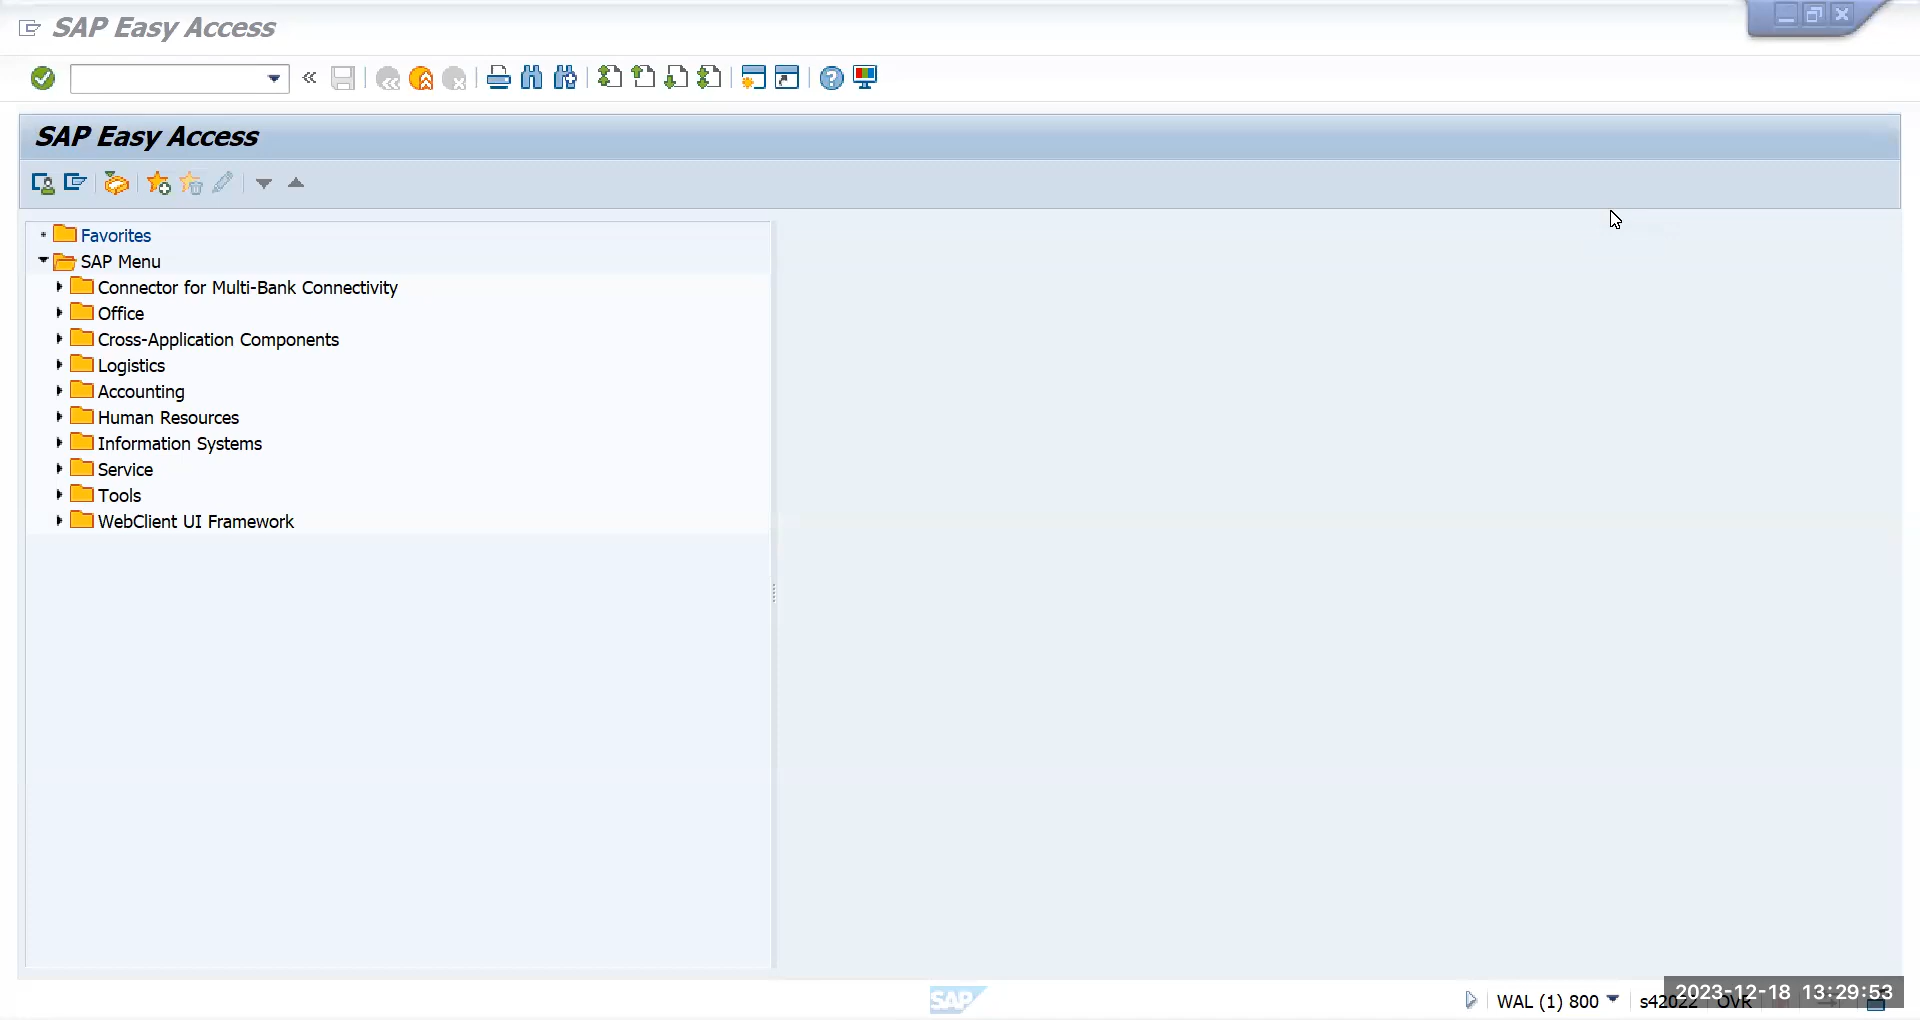 SAP Easy Access
SAP Easy Access
Favorites
SAP Menu
Connector for Multi-Bank Connectivity
Office
Cross-Application Components
Logistics
Accounting
Human Resources
Information Systems
Service
Tools
WebClient UI Framework
SAP
WAL (1) 800
s42022
OVR
2023-12-18 13:29:53